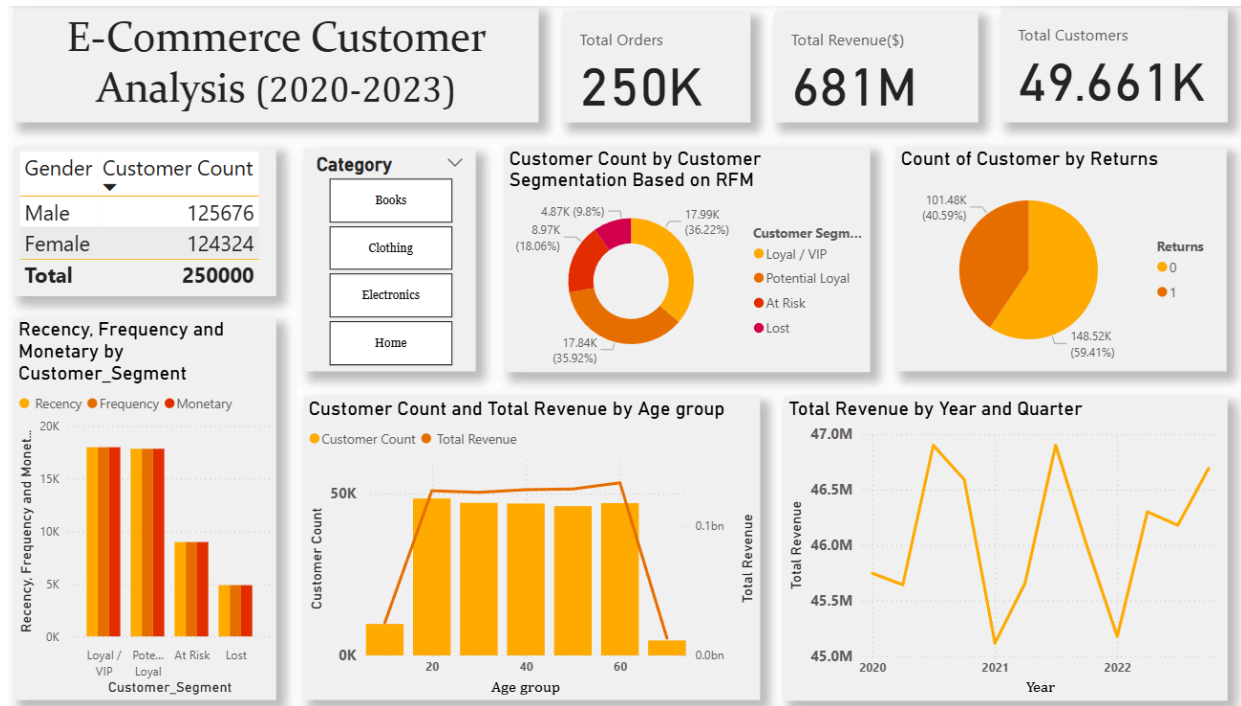 E-Commerce Customer
Analysis (2020-2023)
Total Orders
250K
Total Revenue($)
681M
Total Customers
49.661K
Gender Customer Count
Male 125676
Female 124324
Total 250000
Category
Books
Clothing
Electronics
Home
Customer Count by Customer
Segmentation Based on RFM
4.87K (9.8%)
8.97K
(18.06%)
17.99K
(36.22%)
17.84K
(35.92%)
Customer Segm...
Loyal / VIP
Potential Loyal
At Risk
Lost
Count of Customer by Returns
101.48K
(40.59%)
148.52K
(59.41%)
Returns
0
1
Recency, Frequency and
Monetary by
Customer_Segment
Recency Frequency Monetary
Recency, Frequency and Monet...
20K
15K
10K
5K
0K
Loyal /
VIP
Pote...
Loyal
At Risk
Lost
Customer_Segment
Customer Count and Total Revenue by Age group
Customer Count Total Revenue
Customer Count
50K
0K
20 40 60
Age group
0.1bn
0.0bn
Total Revenue
Total Revenue by Year and Quarter
Total Revenue
47.0M
46.5M
46.0M
45.5M
45.0M
2020 2021 2022
Year